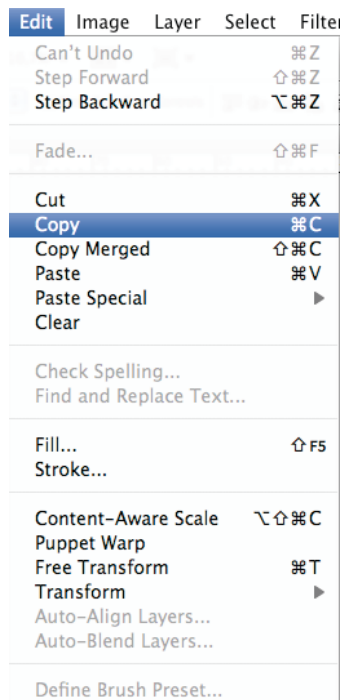 Edit Image Layer Select Filter
Can't Undo ⌘Z
Step Forward ⇧⌘Z
Step Backward ⌥⌘Z
Fade... ⇧⌘F
Cut ⌘X
Copy ⌘C
Copy Merged ⇧⌘C
Paste ⌘V
Paste Special ▶
Clear
Check Spelling...
Find and Replace Text...
Fill... ⇧F5
Stroke...
Content-Aware Scale ⌥⇧⌘C
Puppet Warp
Free Transform ⌘T
Transform ▶
Auto-Align Layers...
Auto-Blend Layers...
Define Brush Preset...